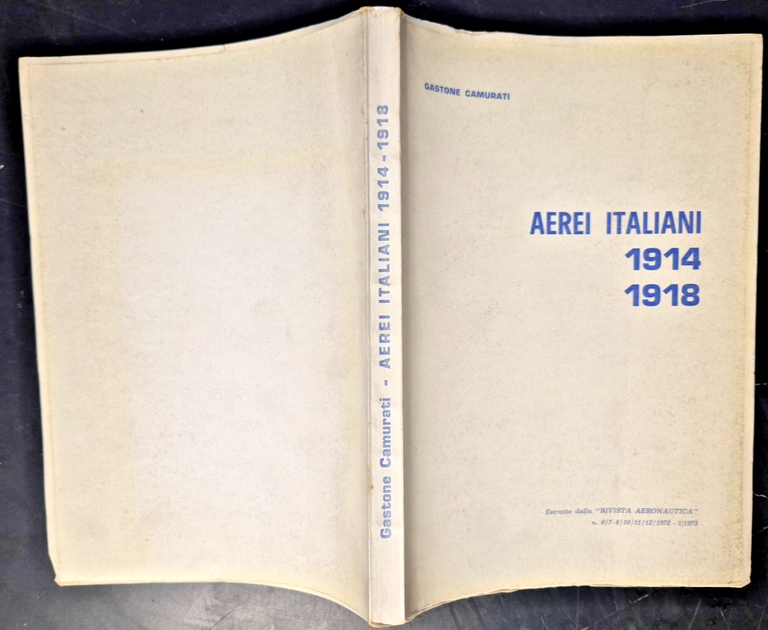 Gastone Camurati - AEREI ITALIANI 1914-1918
GASTONE CAMURATI
AEREI ITALIANI
1914
1918
Estratto dalla "RIVISTA AERONAUTICA"
n. 6/7-8/10/11/12/1972 - 1/1973